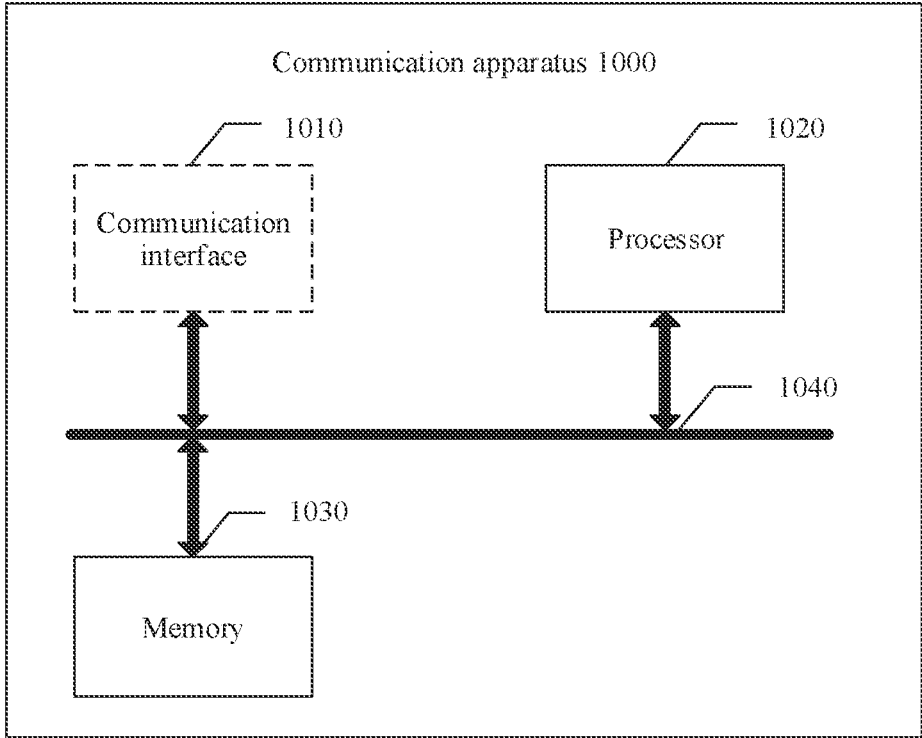 Communication apparatus 1000
1010
1020
Communication
interface
Processor
1040
1030
Memory